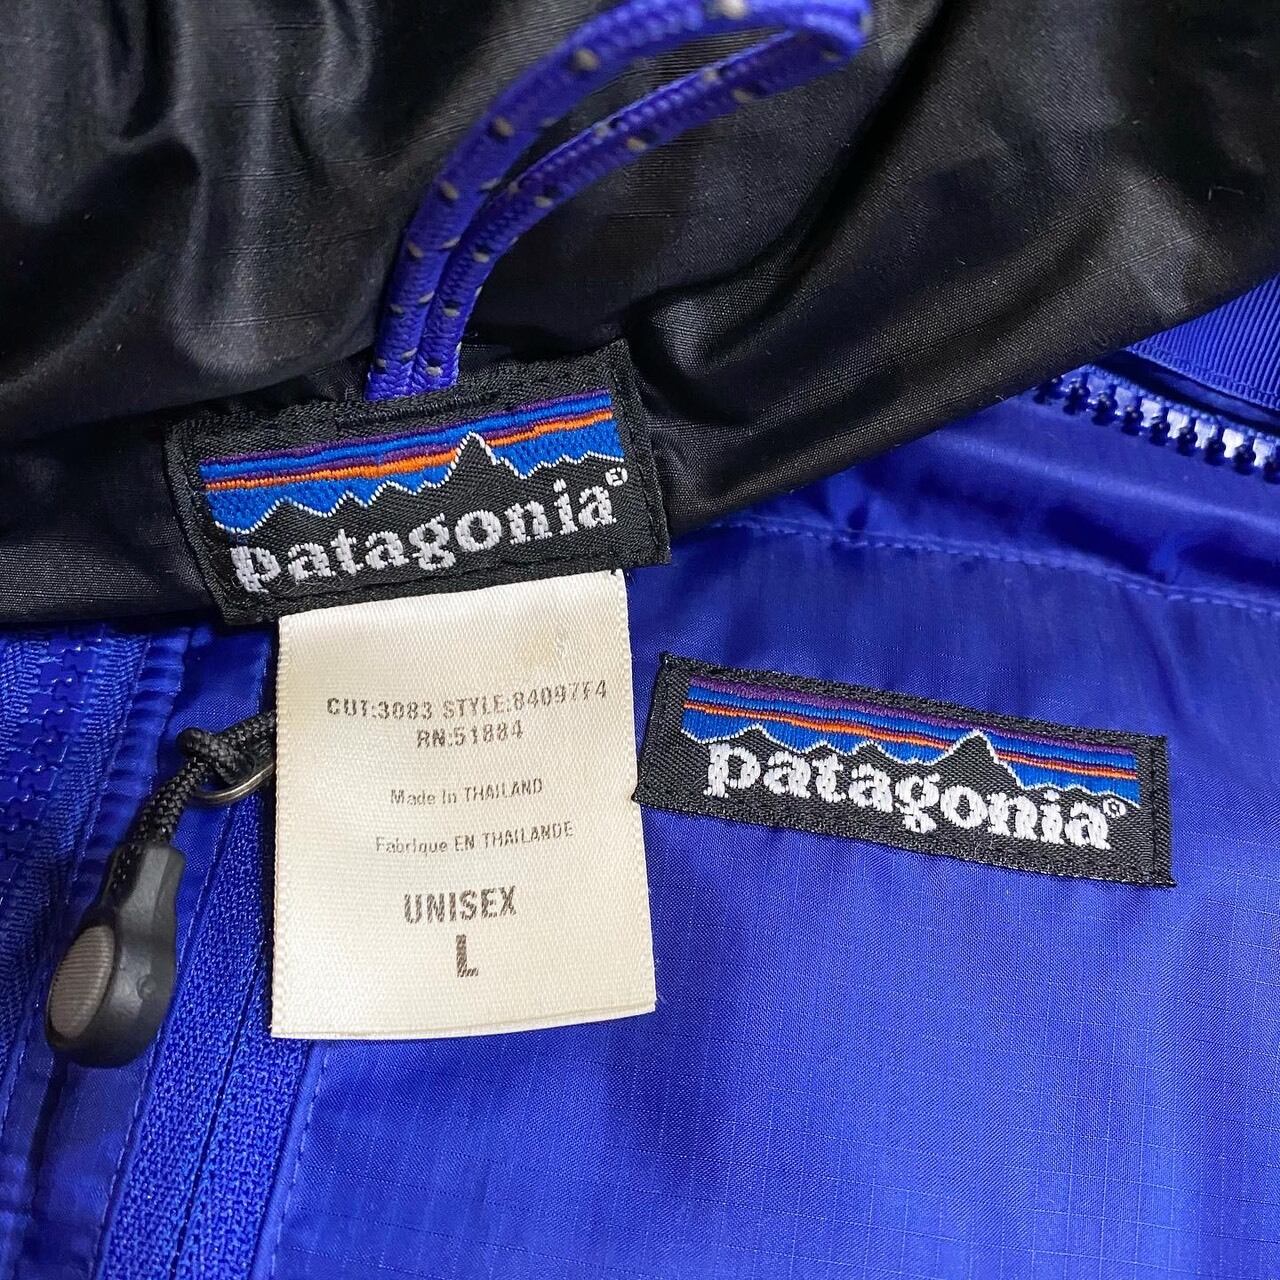 patagonia®
CUT:3083 STYLE:84097F4
RN:51884
Made In THAILAND
Fabrique EN THAILANDE
UNISEX
L
patagonia®